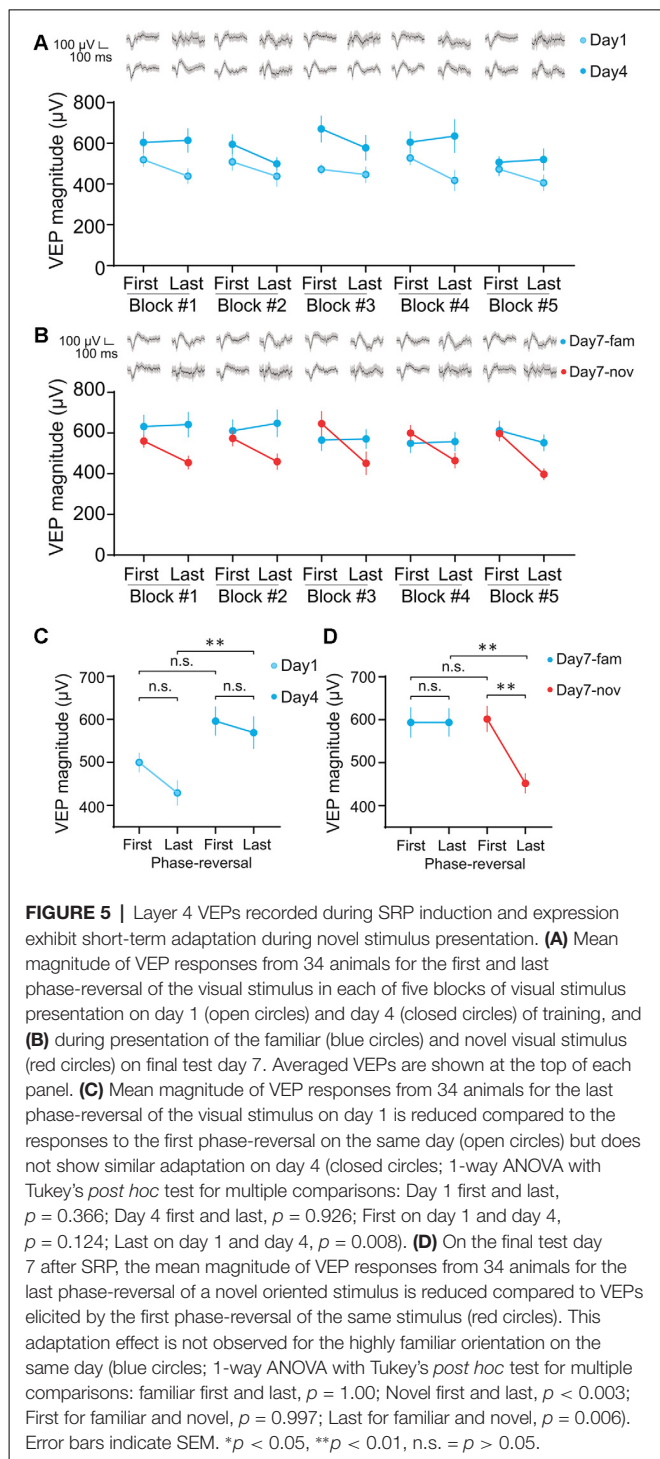 A
100 µV
100 ms
Day1
Day4
800
600
400
200
0
VEP magnitude (µV)
First Last First Last First Last First Last First Last
Block #1 Block #2 Block #3 Block #4 Block #5
B
100 µV
100 ms
Day7-fam
Day7-nov
800
600
400
200
0
VEP magnitude (µV)
First Last First Last First Last First Last First Last
Block #1 Block #2 Block #3 Block #4 Block #5
C
**
n.s.
n.s. n.s.
Day1
Day4
700
600
500
400
VEP magnitude (µV)
First Last First Last
Phase-reversal
D
**
n.s.
n.s. **
Day7-fam
Day7-nov
700
600
500
400
VEP magnitude (µV)
First Last First Last
Phase-reversal
FIGURE 5 | Layer 4 VEPs recorded during SRP induction and expression
exhibit short-term adaptation during novel stimulus presentation. (A) Mean
magnitude of VEP responses from 34 animals for the first and last
phase-reversal of the visual stimulus in each of five blocks of visual stimulus
presentation on day 1 (open circles) and day 4 (closed circles) of training, and
(B) during presentation of the familiar (blue circles) and novel visual stimulus
(red circles) on final test day 7. Averaged VEPs are shown at the top of each
panel. (C) Mean magnitude of VEP responses from 34 animals for the last
phase-reversal of the visual stimulus on day 1 is reduced compared to the
responses to the first phase-reversal on the same day (open circles) but does
not show similar adaptation on day 4 (closed circles; 1-way ANOVA with
Tukey's post hoc test for multiple comparisons: Day 1 first and last,
p = 0.366; Day 4 first and last, p = 0.926; First on day 1 and day 4,
p = 0.124; Last on day 1 and day 4, p = 0.008). (D) On the final test day
7 after SRP, the mean magnitude of VEP responses from 34 animals for the
last phase-reversal of a novel oriented stimulus is reduced compared to VEPs
elicited by the first phase-reversal of the same stimulus (red circles). This
adaptation effect is not observed for the highly familiar orientation on the
same day (blue circles; 1-way ANOVA with Tukey's post hoc test for multiple
comparisons: familiar first and last, p = 1.00; Novel first and last, p < 0.003;
First for familiar and novel, p = 0.997; Last for familiar and novel, p = 0.006).
Error bars indicate SEM. *p < 0.05, **p < 0.01, n.s. = p > 0.05.